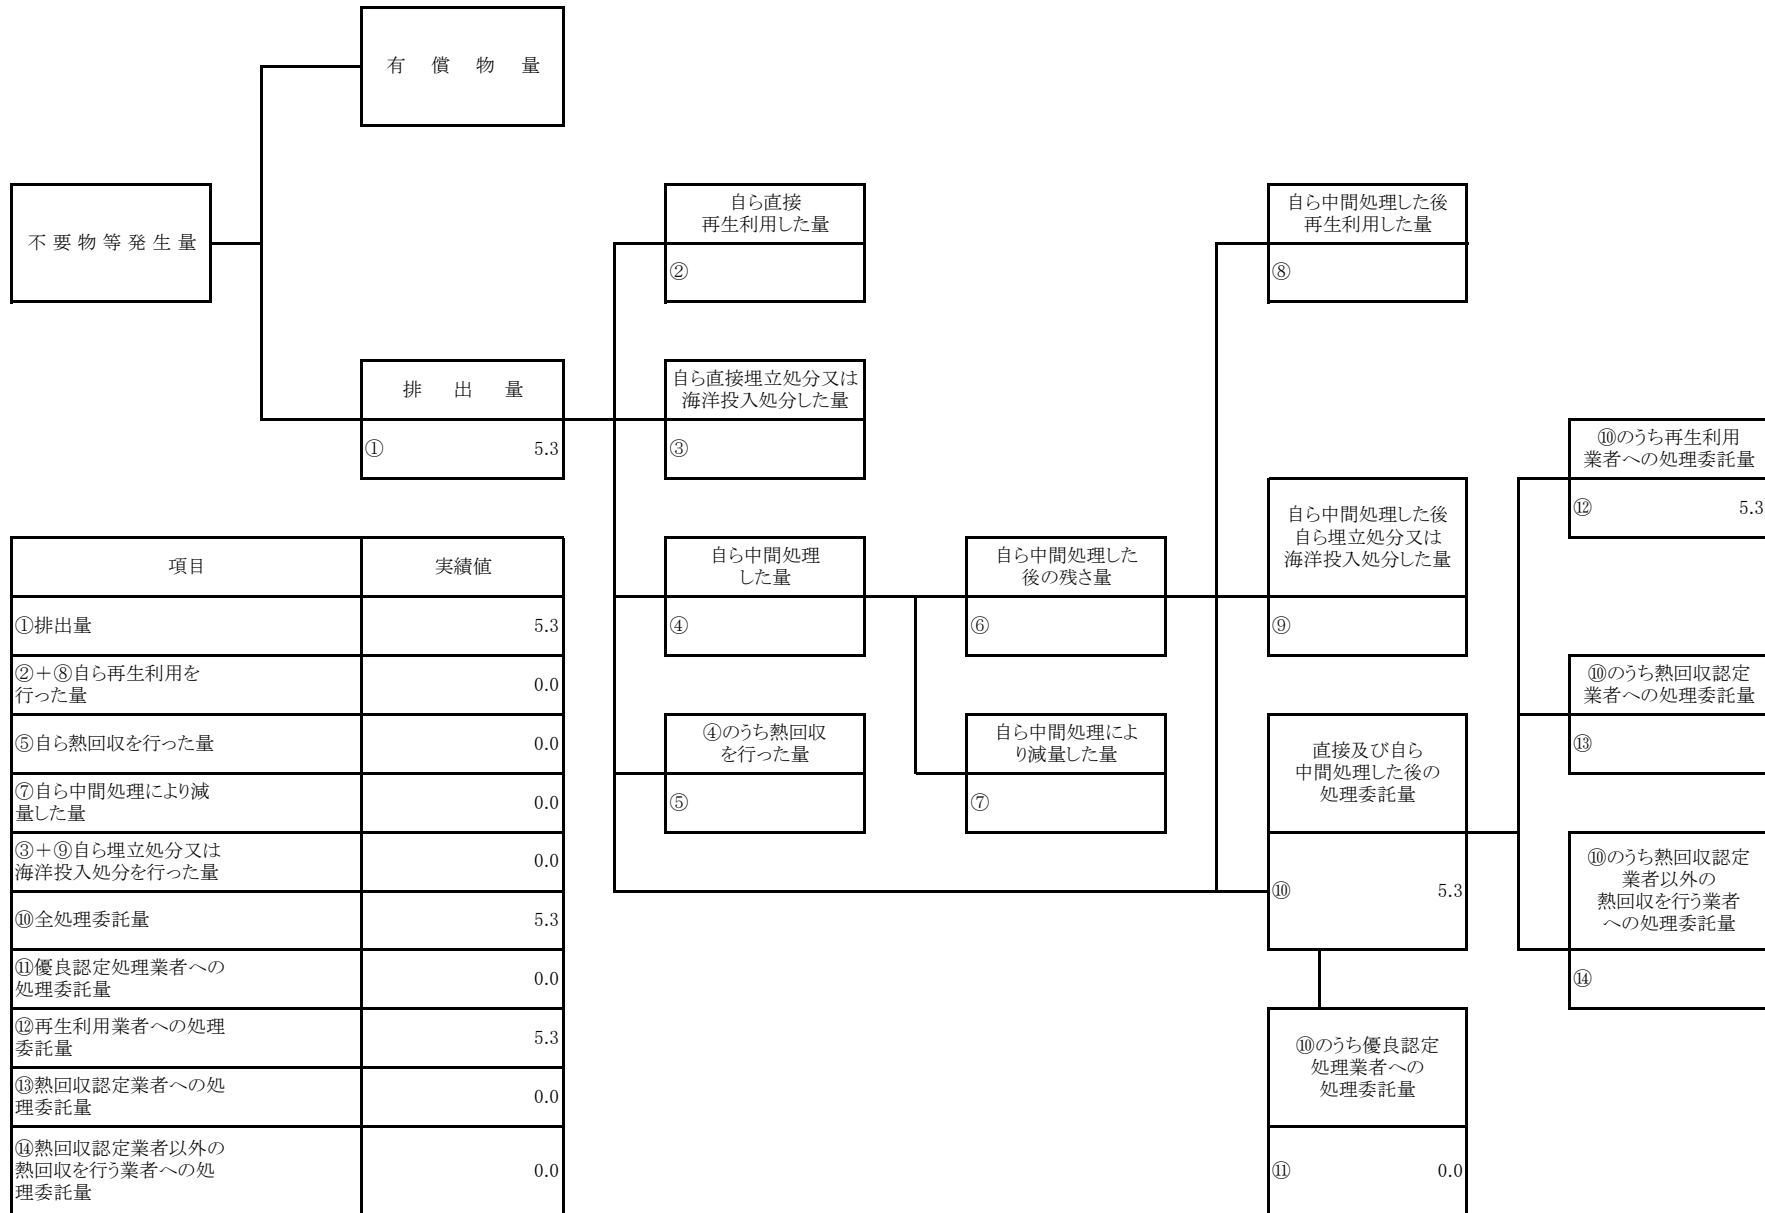 有 償 物 量
不 要 物 等 発 生 量
排 出 量
① 5.3
自ら直接
再生利用した量
②
自ら直接埋立処分又は
海洋投入処分した量
③
自ら中間処理
した量
④
④のうち熱回収
を行った量
⑤
自ら中間処理した
後の残さ量
⑥
自ら中間処理によ
り減量した量
⑦
自ら中間処理した後
再生利用した量
⑧
自ら中間処理した後
自ら埋立処分又は
海洋投入処分した量
⑨
直接及び自ら
中間処理した後の
処理委託量
⑩ 5.3
⑩のうち優良認定
処理業者への
処理委託量
⑪ 0.0
⑩のうち再生利用
業者への処理委託量
⑫ 5.3
⑩のうち熱回収認定
業者への処理委託量
⑬
⑩のうち熱回収認定
業者以外の
熱回収を行う業者
への処理委託量
⑭
項目 実績値
①排出量 5.3
②＋⑧自ら再生利用を
行った量 0.0
⑤自ら熱回収を行った量 0.0
⑦自ら中間処理により減
量した量 0.0
③＋⑨自ら埋立処分又は
海洋投入処分を行った量 0.0
⑩全処理委託量 5.3
⑪優良認定処理業者への
処理委託量 0.0
⑫再生利用業者への処理
委託量 5.3
⑬熱回収認定業者への処
理委託量 0.0
⑭熱回収認定業者以外の
熱回収を行う業者への処
理委託量 0.0